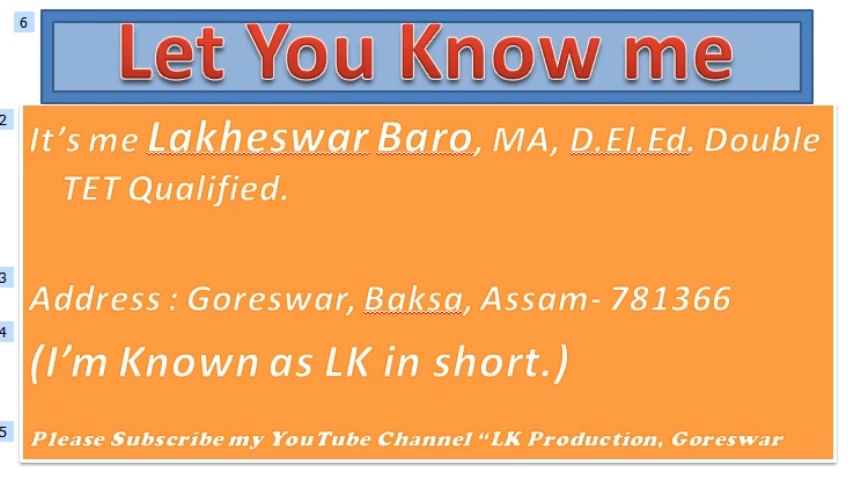 6
Let You Know me
2
It's me Lakheswar Baro, MA, D.El.Ed. Double
TET Qualified.
3
Address : Goreswar, Baksa, Assam- 781366
4
(I'm Known as LK in short.)
5
Please Subscribe my YouTube Channel “LK Production, Goreswar